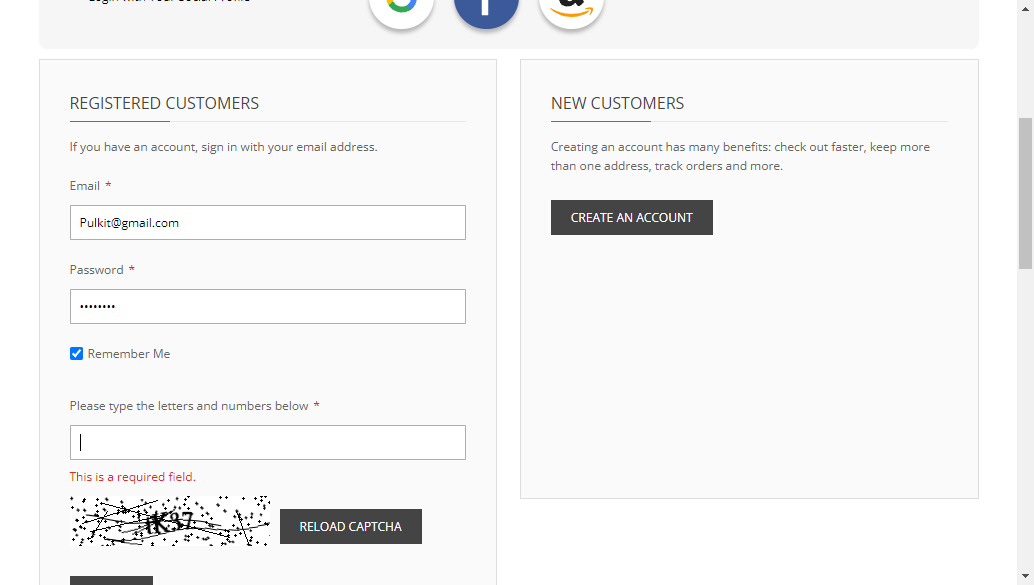 REGISTERED CUSTOMERS
If you have an account, sign in with your email address.
Email *
Pulkit@gmail.com
Password *
••••••••
Remember Me
Please type the letters and numbers below *
This is a required field.
RELOAD CAPTCHA
NEW CUSTOMERS
Creating an account has many benefits: check out faster, keep more
than one address, track orders and more.
CREATE AN ACCOUNT